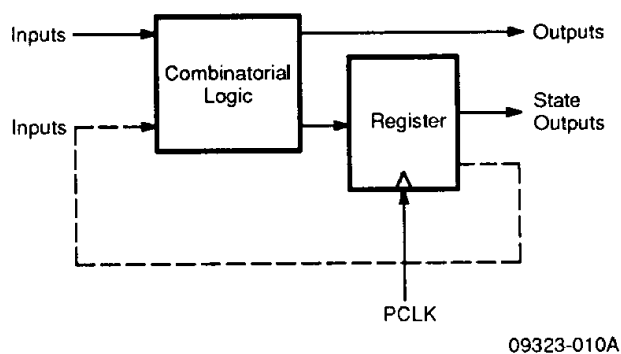 Inputs
Outputs
Combinatorial
Logic
Inputs
Register
State
Outputs
PCLK
09323-010A